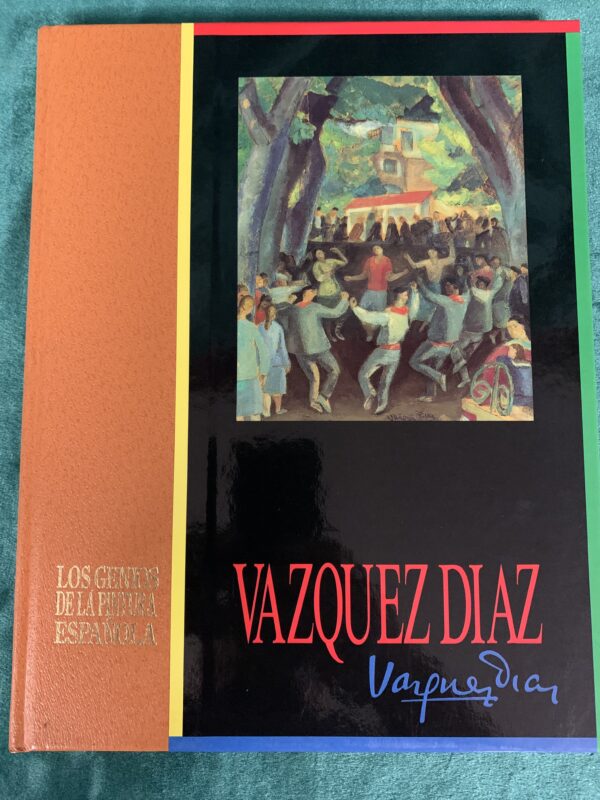 LOS GENIOS
DE LA PINTURA
ESPAÑOLA
VAZQUEZ DIAZ
Vazquez Diaz